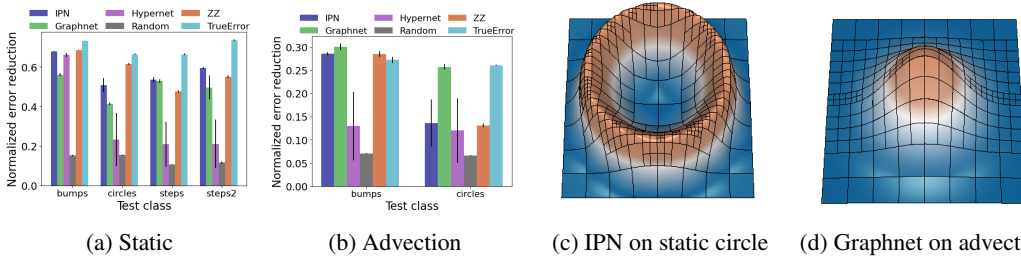 IPN Hypernet ZZ
Graphnet Random TrueError
Normalized error reduction
0.6
0.4
0.2
0.0
bumps circles steps steps2
Test class
(a) Static
IPN Hypernet ZZ
Graphnet Random TrueError
Normalized error reduction
0.30
0.25
0.20
0.15
0.10
0.05
0.00
bumps circles
Test class
(b) Advection
(c) IPN on static circle
(d) Graphnet on advect